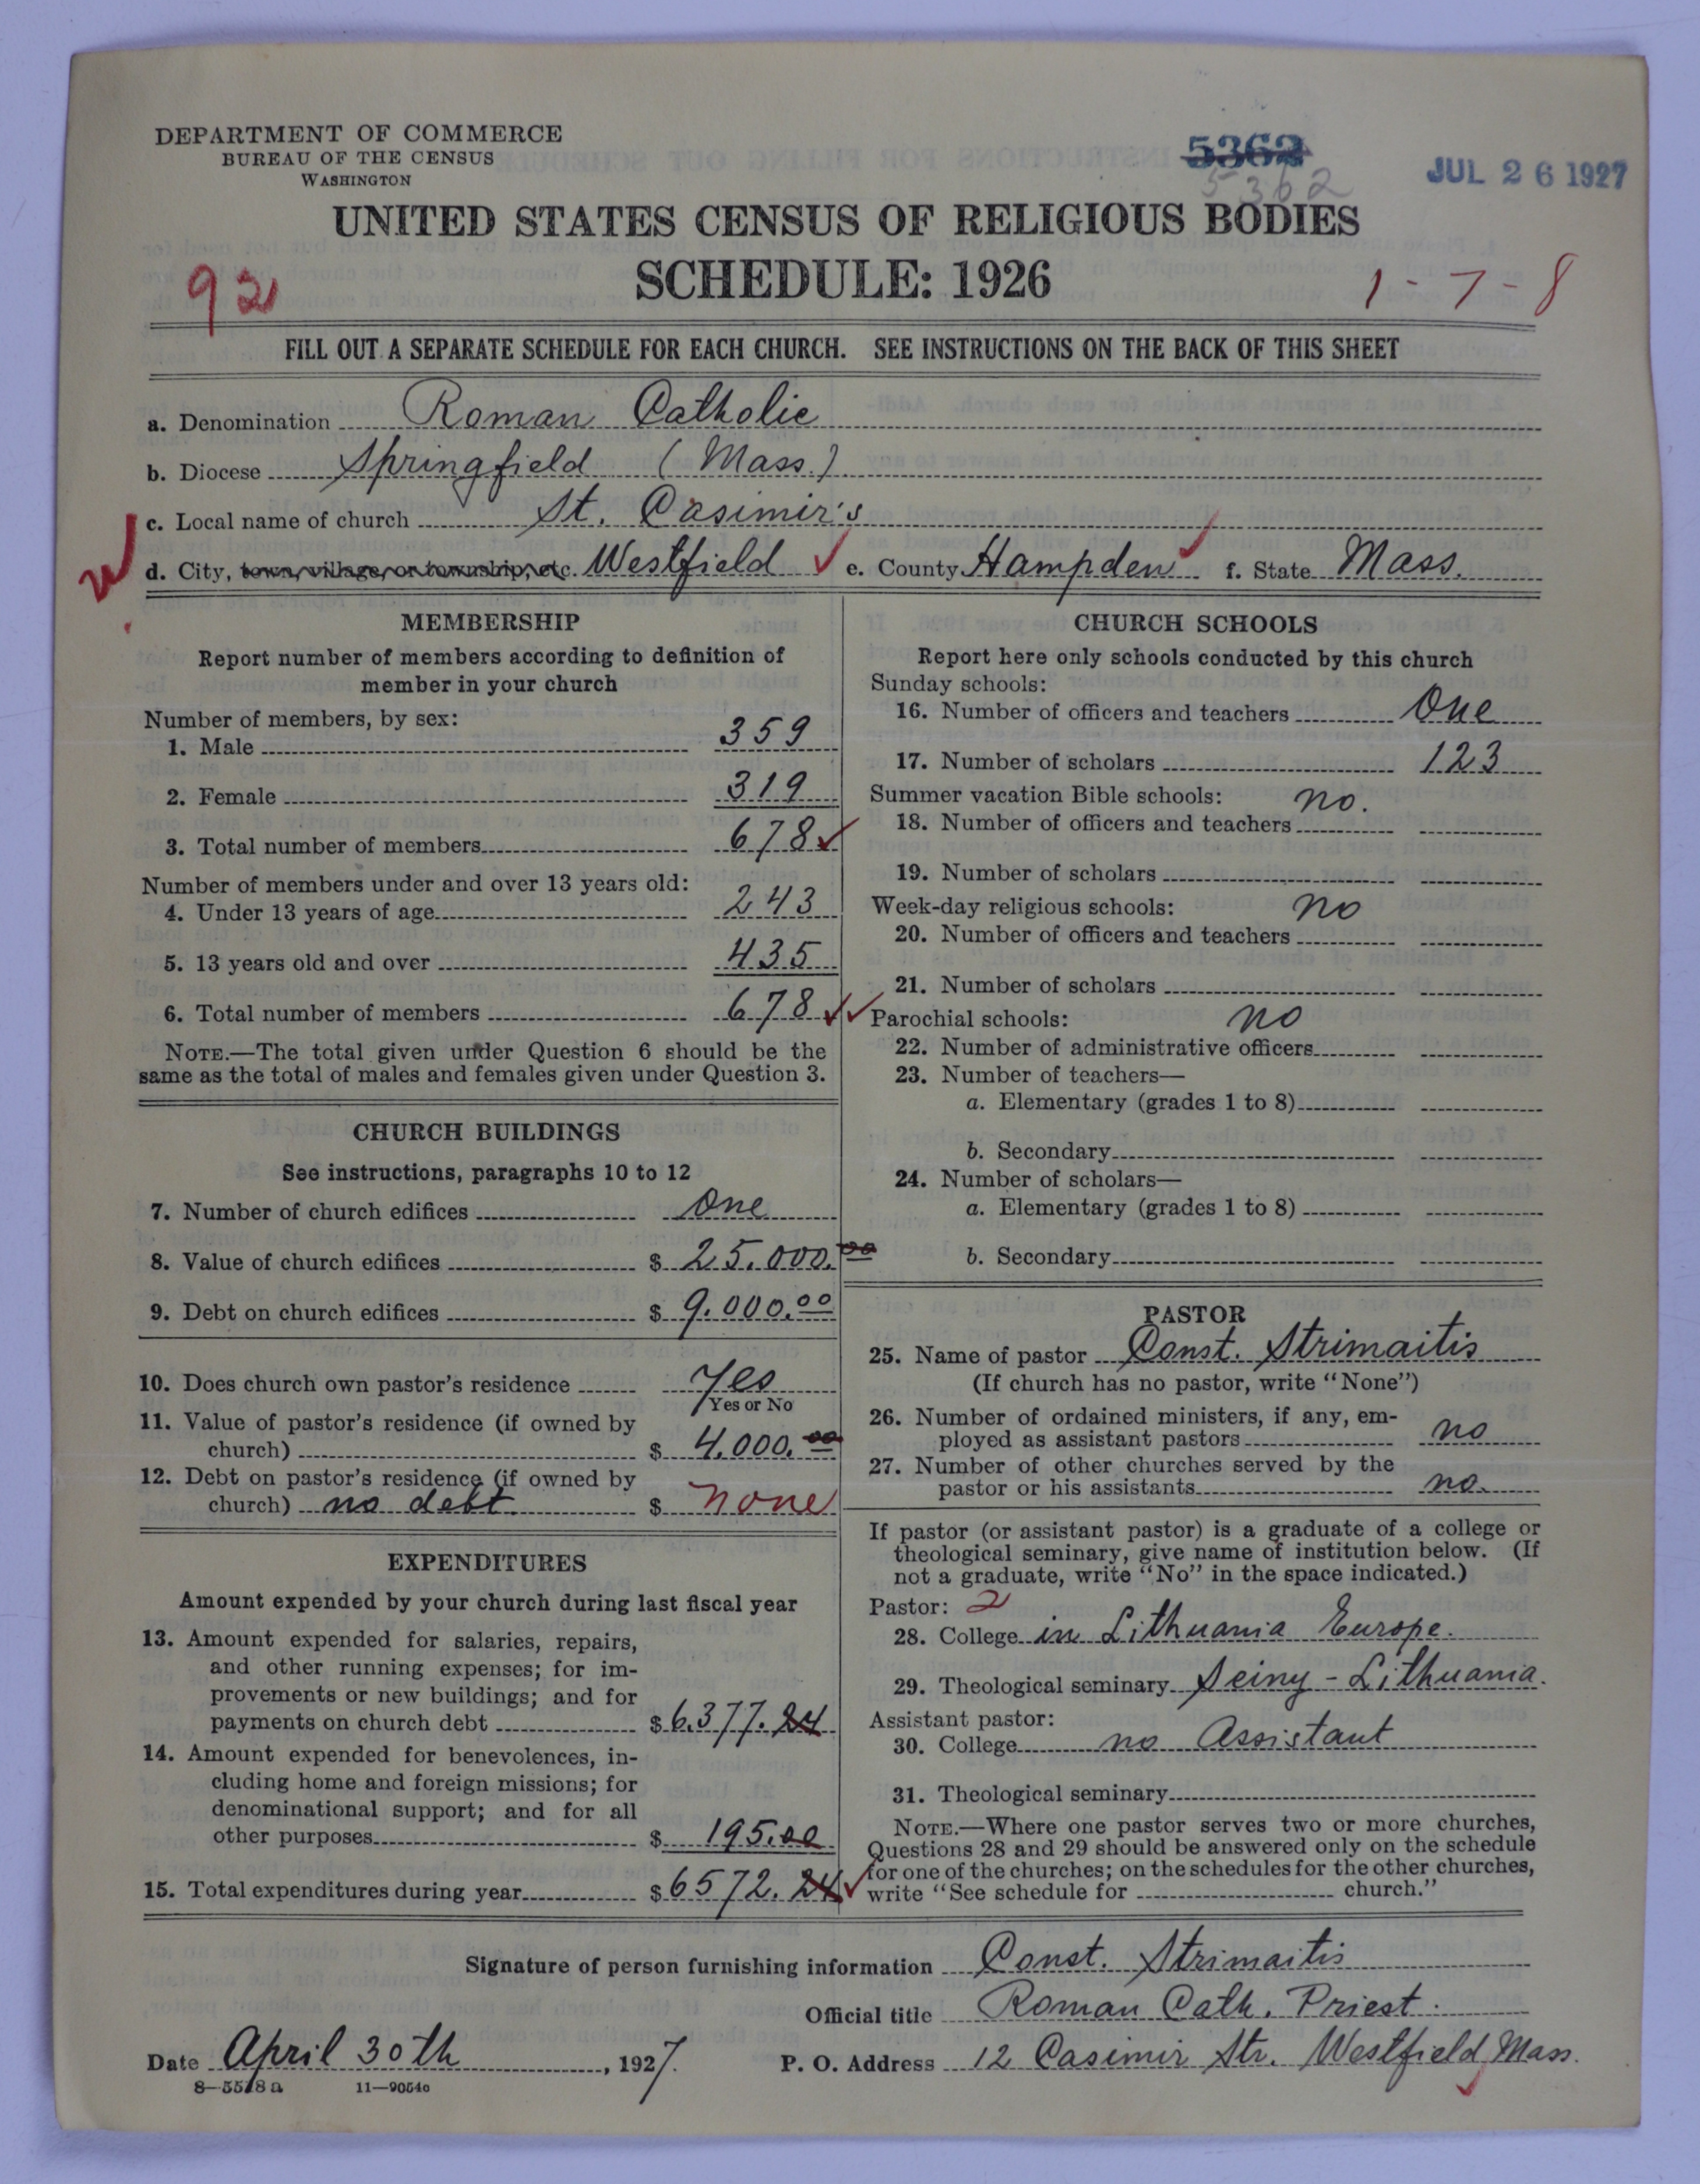 DEPARTMENT OF COMMERCE
BUREAU OF THE CENSUS
WASHINGTON
5362
5362
JUL 26 1927
UNITED STATES CENSUS OF RELIGIOUS BODIES
SCHEDULE: 1926
92
1-7-8
FILL OUT A SEPARATE SCHEDULE FOR EACH CHURCH. SEE INSTRUCTIONS ON THE BACK OF THIS SHEET
a. Denomination Roman Catholic
b. Diocese Springfield (Mass.)
c. Local name of church St. Casimir's
d. City, town, village, or township, etc. Westfield ✓ e. County Hampden ✓ f. State Mass.
MEMBERSHIP
Report number of members according to definition of
member in your church
Number of members, by sex:
1. Male 359
2. Female 319
3. Total number of members 678 ✓
Number of members under and over 13 years old:
4. Under 13 years of age 243
5. 13 years old and over 435
6. Total number of members 678 ✓✓
NOTE.—The total given under Question 6 should be the
same as the total of males and females given under Question 3.
CHURCH BUILDINGS
See instructions, paragraphs 10 to 12
7. Number of church edifices One
8. Value of church edifices $ 25.000.00
9. Debt on church edifices $ 9.000.00
10. Does church own pastor's residence Yes
Yes or No
11. Value of pastor's residence (if owned by
church) $ 4.000.00
12. Debt on pastor's residence (if owned by
church) no debt. $ none
EXPENDITURES
Amount expended by your church during last fiscal year
13. Amount expended for salaries, repairs,
and other running expenses; for im-
provements or new buildings; and for
payments on church debt $ 6.377.24
14. Amount expended for benevolences, in-
cluding home and foreign missions; for
denominational support; and for all
other purposes $ 195.00
15. Total expenditures during year $ 6572.24 ✓
CHURCH SCHOOLS
Report here only schools conducted by this church
Sunday schools:
16. Number of officers and teachers One
17. Number of scholars 123
Summer vacation Bible schools: no.
18. Number of officers and teachers
19. Number of scholars
Week-day religious schools: no
20. Number of officers and teachers
21. Number of scholars
Parochial schools: no
22. Number of administrative officers
23. Number of teachers—
a. Elementary (grades 1 to 8)
b. Secondary
24. Number of scholars—
a. Elementary (grades 1 to 8)
b. Secondary
PASTOR
25. Name of pastor Const. Strimaitis
(If church has no pastor, write "None")
26. Number of ordained ministers, if any, em-
ployed as assistant pastors no
27. Number of other churches served by the
pastor or his assistants no.
If pastor (or assistant pastor) is a graduate of a college or
theological seminary, give name of institution below. (If
not a graduate, write "No" in the space indicated.)
Pastor: 2
28. College in Lithuania Europe.
29. Theological seminary Seiny - Lithuania.
Assistant pastor:
30. College no Assistant
31. Theological seminary
NOTE.—Where one pastor serves two or more churches,
Questions 28 and 29 should be answered only on the schedule
for one of the churches; on the schedules for the other churches,
write "See schedule for church."
Signature of person furnishing information Const. Strimaitis
Official title Roman Cath. Priest.
Date April 30th, 1927. P. O. Address 12 Casimir Str. Westfield, Mass.
8—5518 a 11—9054c